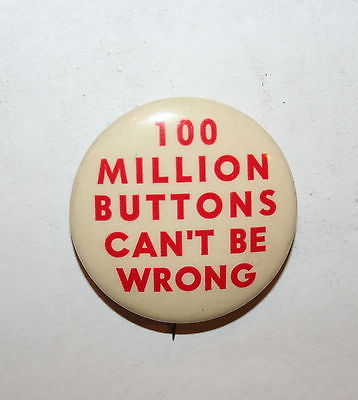 100
MILLION
BUTTONS
CAN'T BE
WRONG